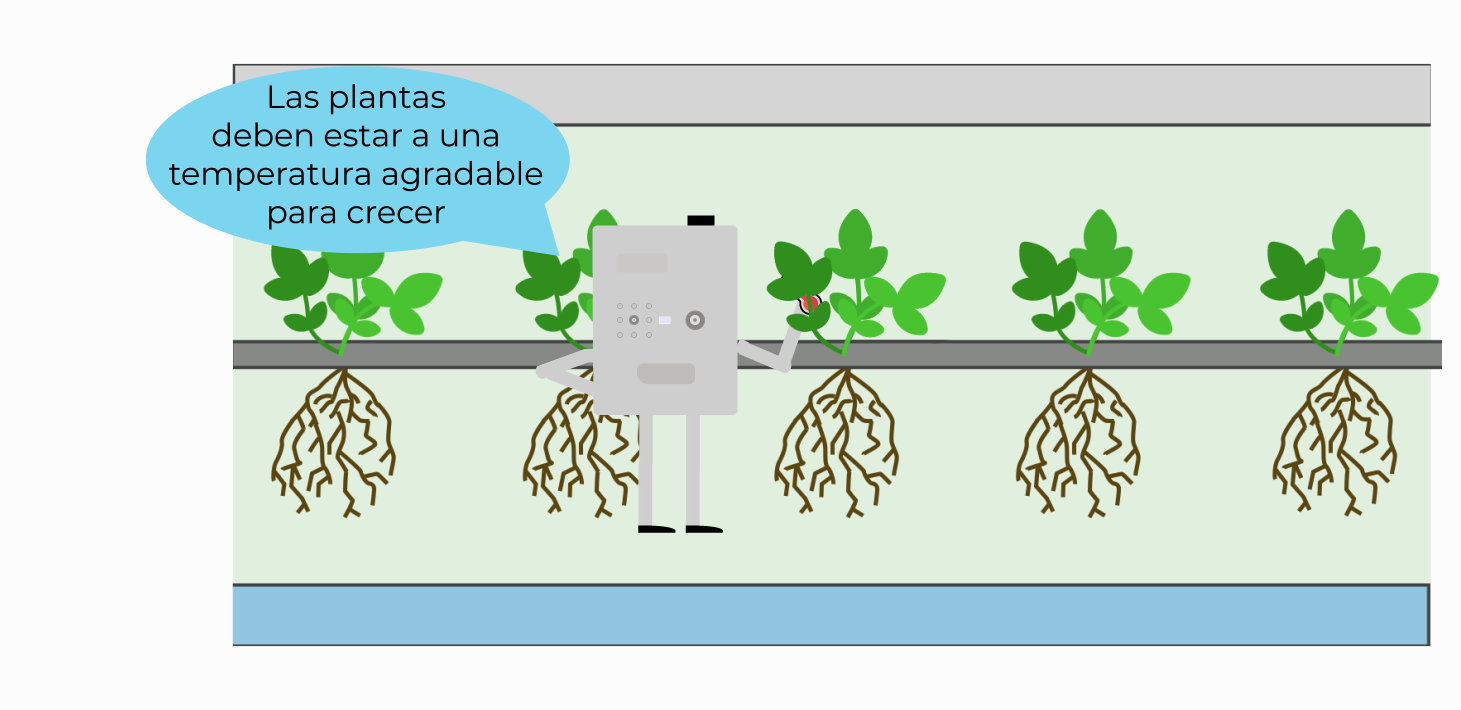 Las plantas
deben estar a una
temperatura agradable
para crecer